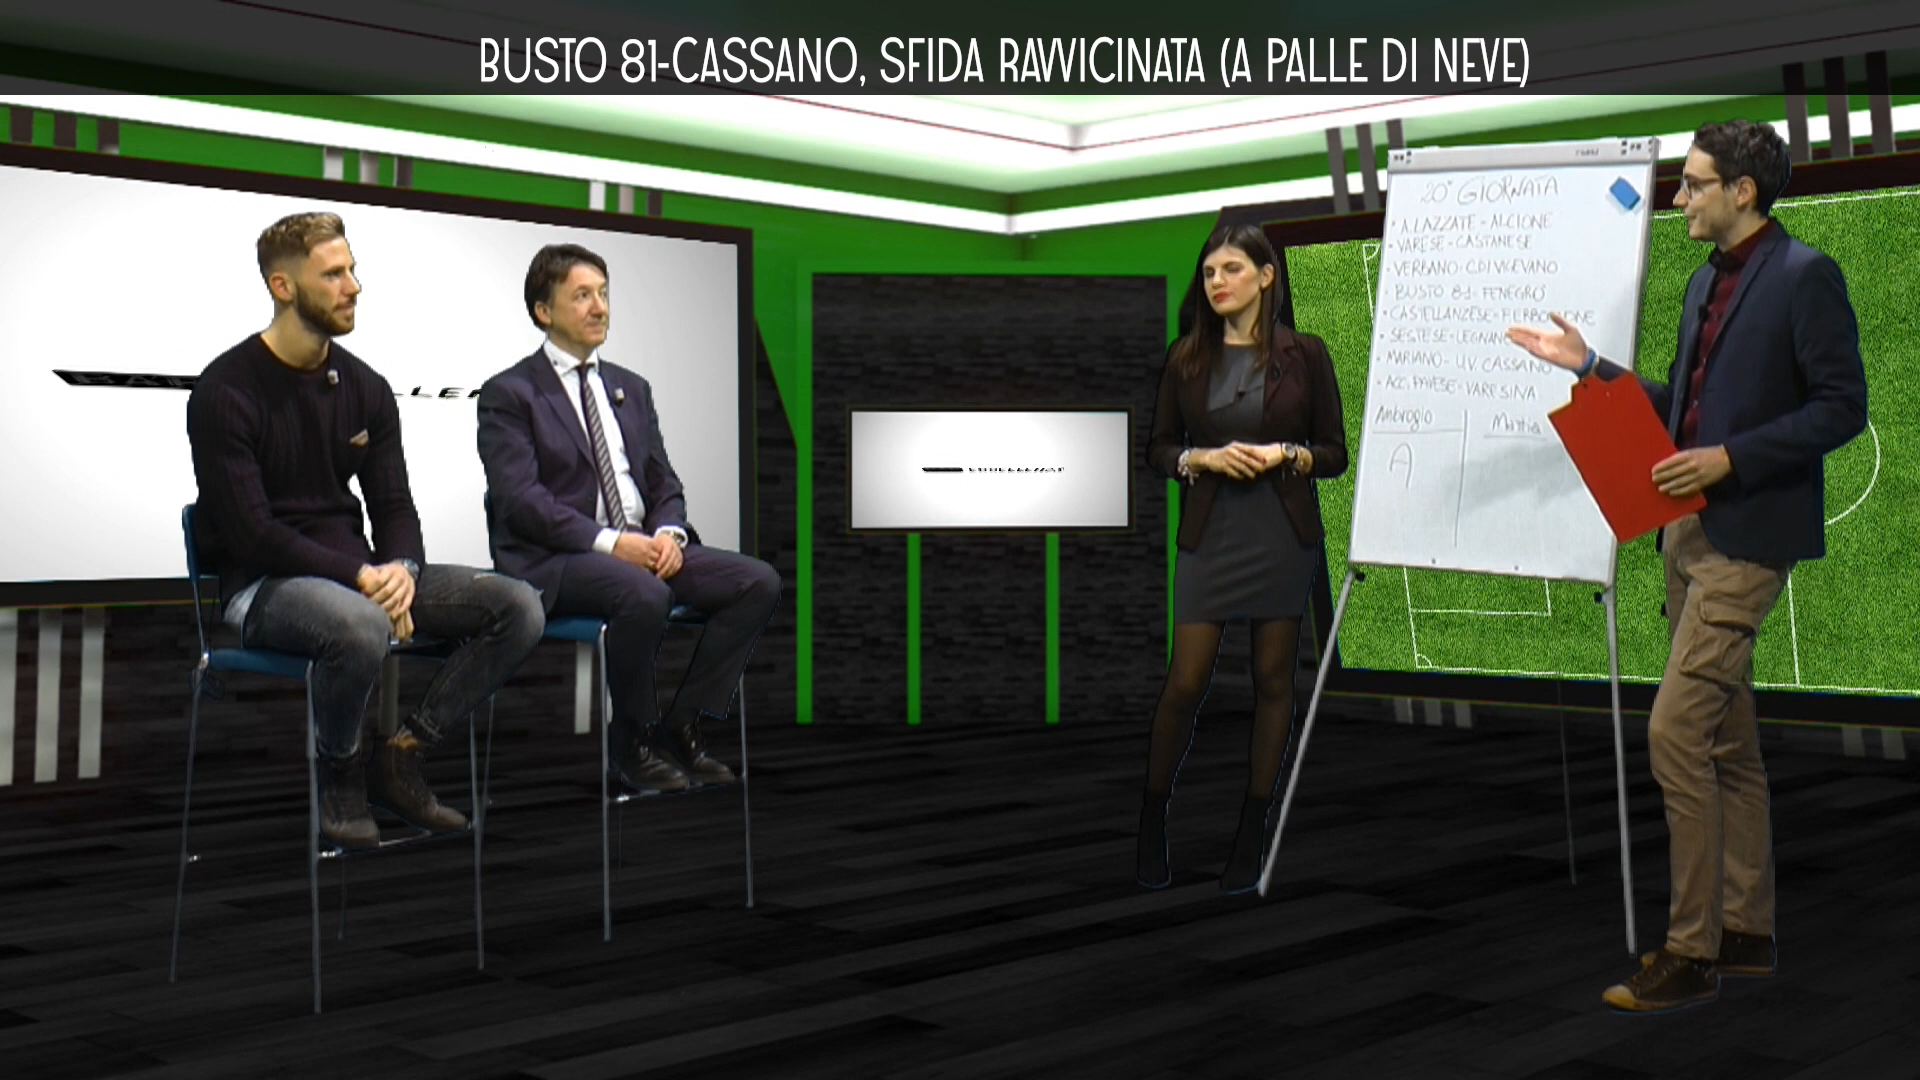 BUSTO 81-CASSANO, SFIDA RAVVICINATA (A PALLE DI NEVE)
20° GIORNATA
• A.LAZZATE - ALCIONE
• VARESE - CASTANESE
• VERBANO - C.DI VIGEVANO
• BUSTO 81 - FENEGRÒ
• CASTELLANZESE -
• SESTESE - LEGNANO
• MARIANO - U.V. CASSANO
• ACC. PAVESE - VARESINA
Ambrogio Mattia
A